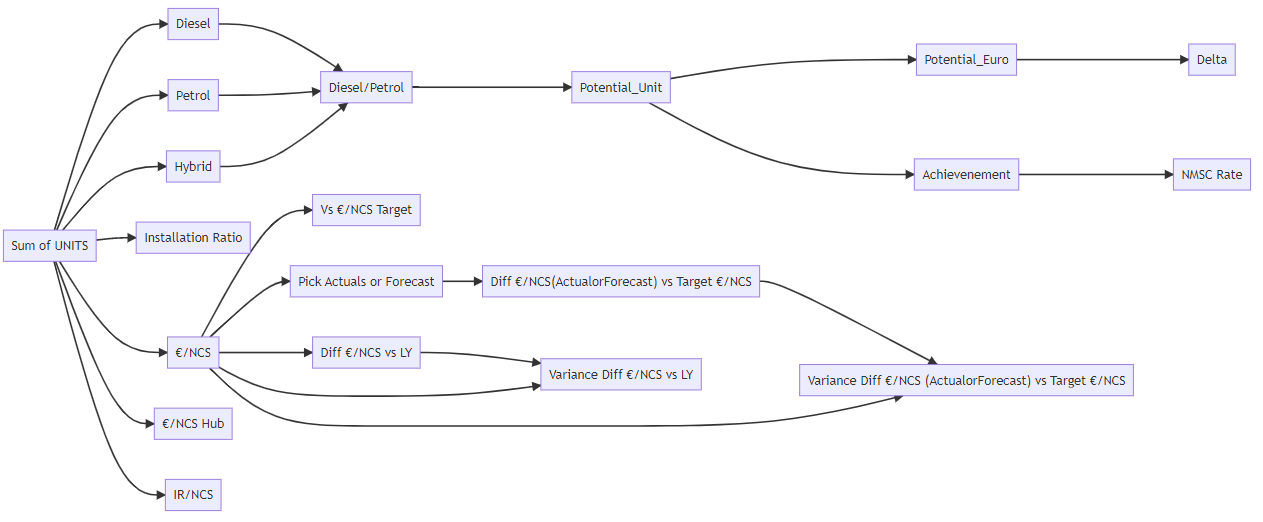 Diesel
Petrol
Hybrid
Sum of UNITS
Installation Ratio
€/NCS
€/NCS Hub
IR/NCS
Diesel/Petrol
Vs €/NCS Target
Pick Actuals or Forecast
Diff €/NCS vs LY
Potential_Unit
Diff €/NCS(ActualorForecast) vs Target €/NCS
Variance Diff €/NCS vs LY
Potential_Euro
Achievenement
Variance Diff €/NCS (ActualorForecast) vs Target €/NCS
Delta
NMSC Rate